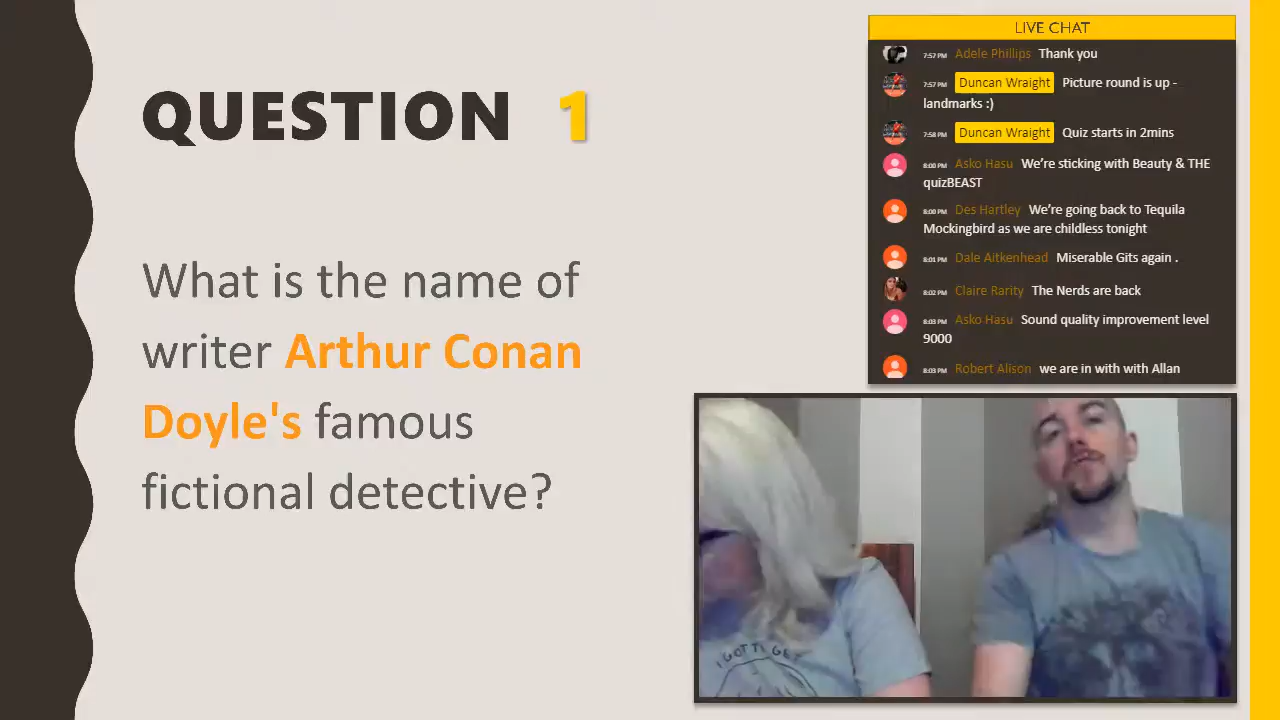 QUESTION 1
What is the name of
writer Arthur Conan
Doyle's famous
fictional detective?
LIVE CHAT
7:57 PM Adele Phillips Thank you
7:57 PM Duncan Wraight Picture round is up -
landmarks :)
7:58 PM Duncan Wraight Quiz starts in 2mins
8:00 PM Asko Hasu We're sticking with Beauty & THE
quizBEAST
8:00 PM Des Hartley We're going back to Tequila
Mockingbird as we are childless tonight
8:01 PM Dale Aitkenhead Miserable Gits again .
8:02 PM Claire Rarity The Nerds are back
8:03 PM Asko Hasu Sound quality improvement level
9000
8:03 PM Robert Alison we are in with with Allan
I GOTTA GET